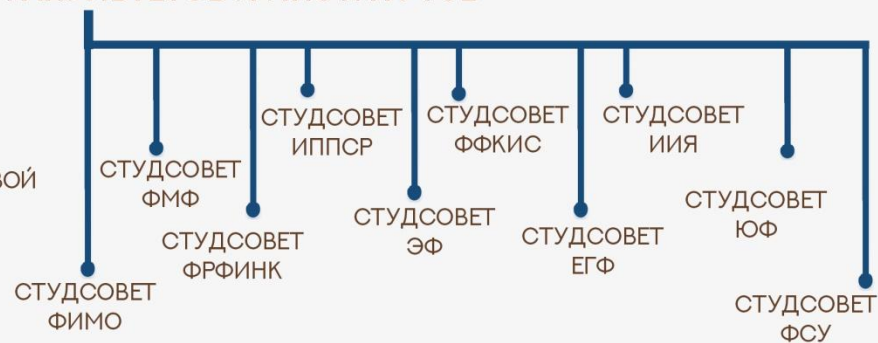 ВОЙ
СТУДСОВЕТ
ФИМО
СТУДСОВЕТ
ФМФ
СТУДСОВЕТ
ФРФИНК
СТУДСОВЕТ
ИППСР
СТУДСОВЕТ
ЭФ
СТУДСОВЕТ
ФФКИС
СТУДСОВЕТ
ЕГФ
СТУДСОВЕТ
ИИЯ
СТУДСОВЕТ
ЮФ
СТУДСОВЕТ
ФСУ